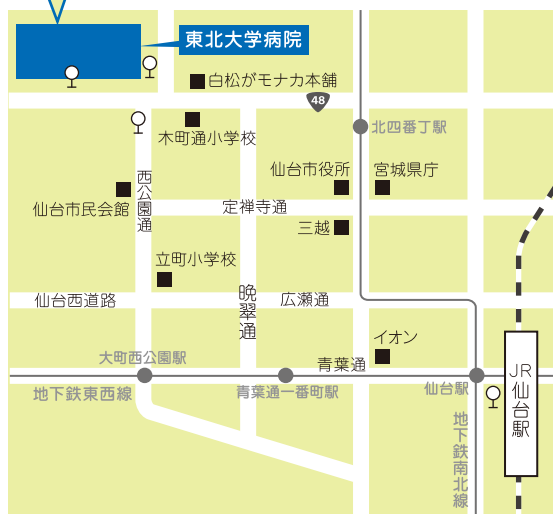 東北大学病院
白松がモナカ本舗
48
木町通小学校
北四番丁駅
仙台市役所
宮城県庁
西公園通
仙台市民会館
定禅寺通
三越
立町小学校
晩翠通
仙台西道路
広瀬通
イオン
大町西公園駅
青葉通
JR仙台駅
地下鉄東西線
青葉通一番町駅
仙台駅
地下鉄南北線